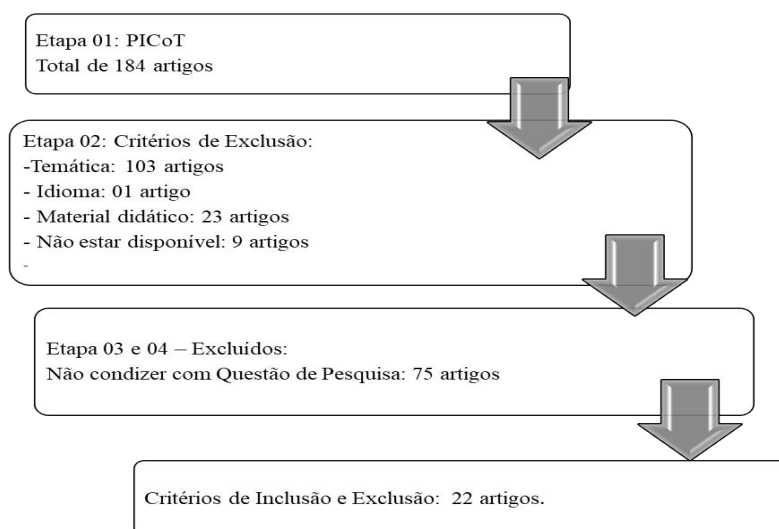 Etapa 01: PICoT
Total de 184 artigos
Etapa 02: Critérios de Exclusão:
-Temática: 103 artigos
- Idioma: 01 artigo
- Material didático: 23 artigos
- Não estar disponível: 9 artigos
-
Etapa 03 e 04 – Excluídos:
Não condizer com Questão de Pesquisa: 75 artigos
Critérios de Inclusão e Exclusão:  22 artigos.